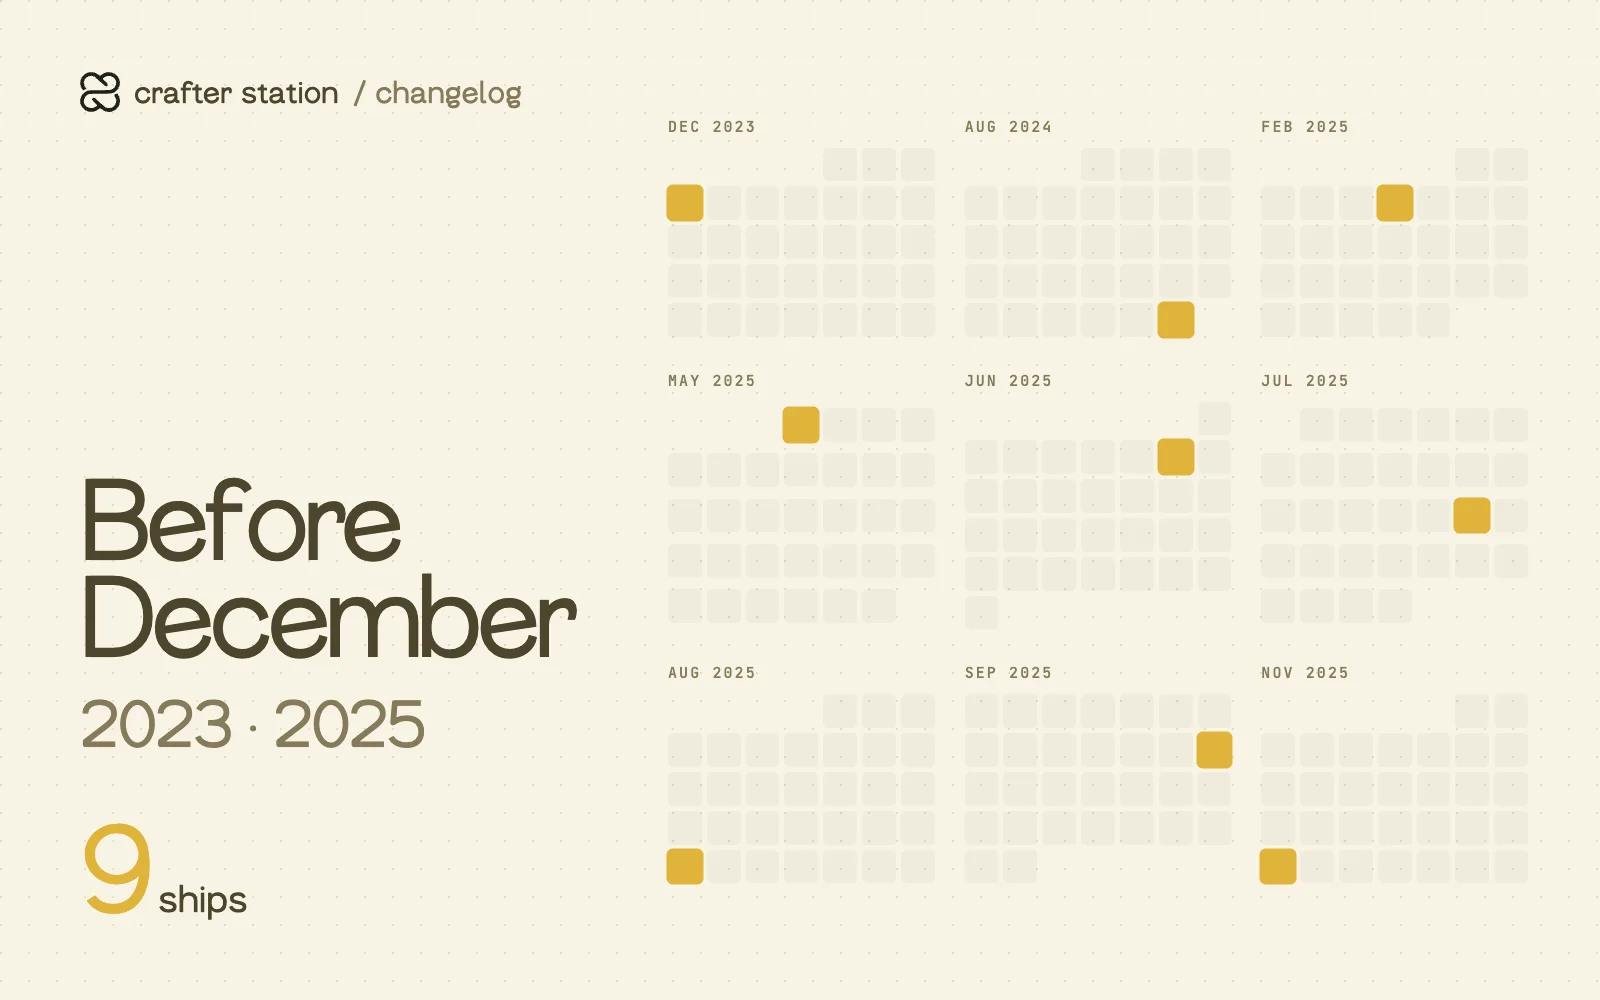 crafter station / changelog
Before
December
2023 · 2025
9 ships
DEC 2023
AUG 2024
FEB 2025
MAY 2025
JUN 2025
JUL 2025
AUG 2025
SEP 2025
NOV 2025